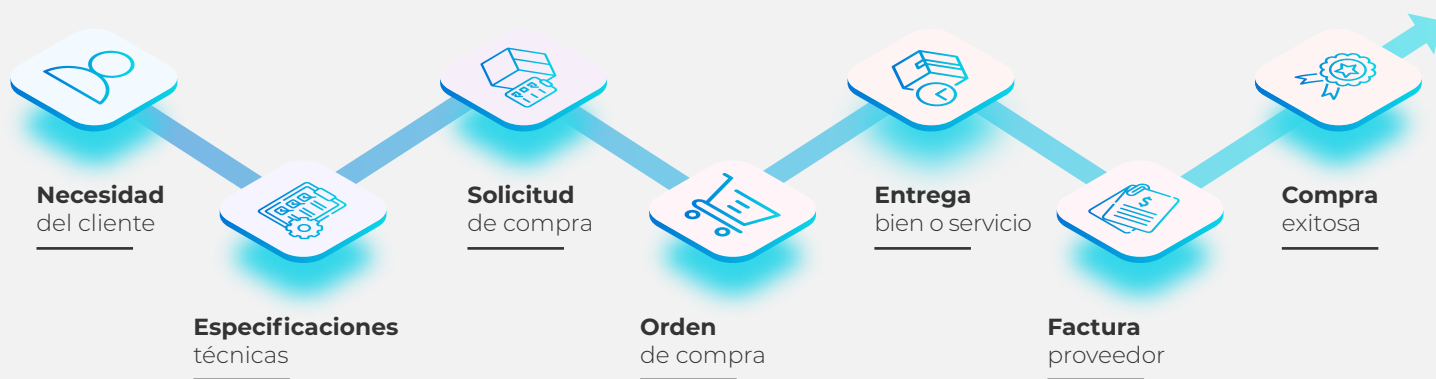 Necesidad
del cliente
Especificaciones
técnicas
Solicitud
de compra
Orden
de compra
Entrega
bien o servicio
Factura
proveedor
Compra
exitosa
$